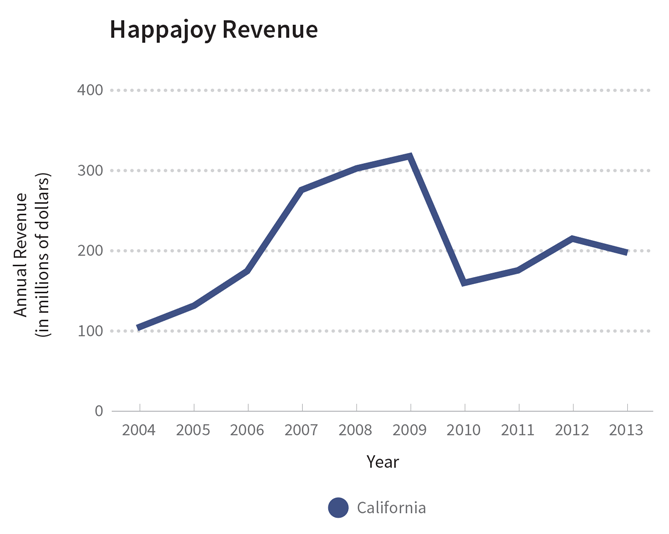 Happajoy Revenue
400
300
200
100
0
Annual Revenue
(in millions of dollars)
2004 2005 2006 2007 2008 2009 2010 2011 2012 2013
Year
California